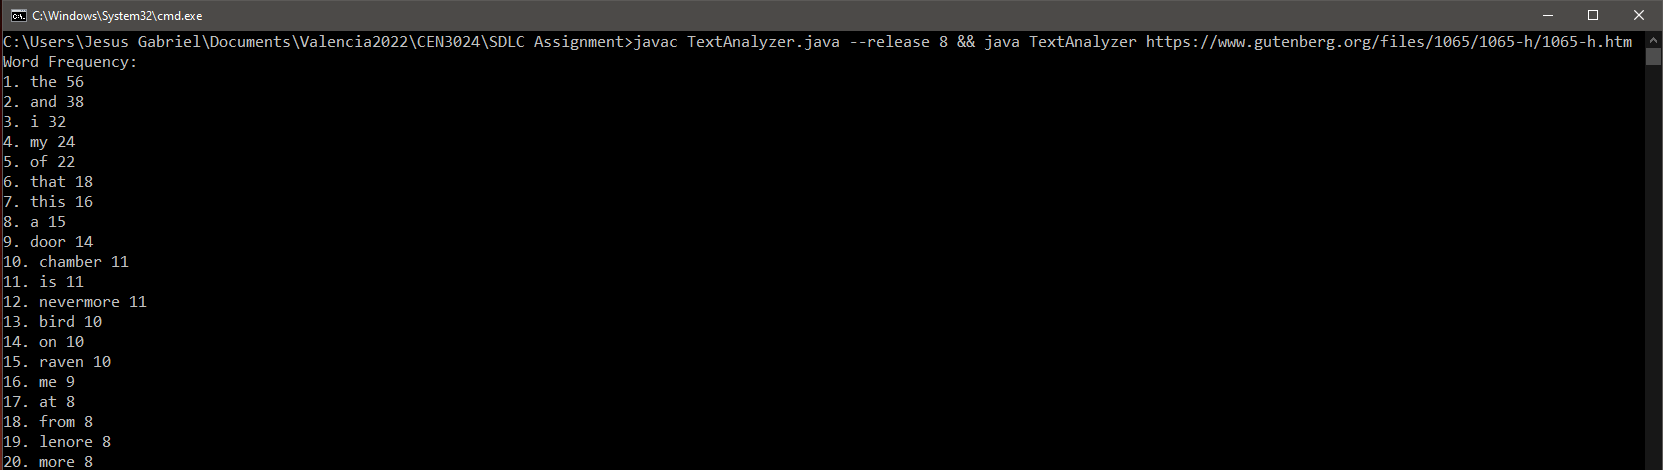 C:\Windows\System32\cmd.exe
C:\Users\Jesus Gabriel\Documents\Valencia2022\CEN3024\SDLC Assignment>javac TextAnalyzer.java --release 8 && java TextAnalyzer https://www.gutenberg.org/files/1065/1065-h/1065-h.htm
Word Frequency:
1. the 56
2. and 38
3. i 32
4. my 24
5. of 22
6. that 18
7. this 16
8. a 15
9. door 14
10. chamber 11
11. is 11
12. nevermore 11
13. bird 10
14. on 10
15. raven 10
16. me 9
17. at 8
18. from 8
19. lenore 8
20. more 8